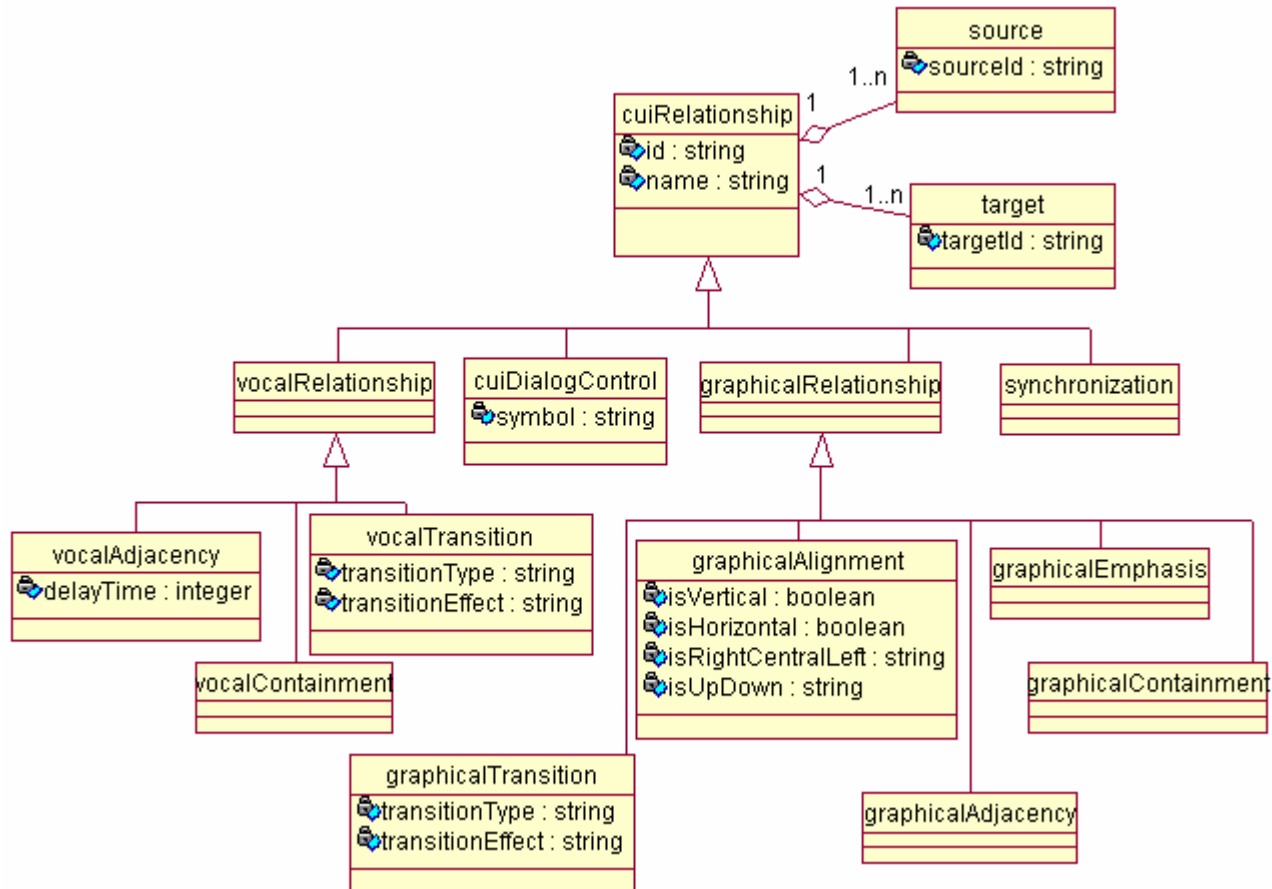 source
sourceId : string
1..n
1
cuiRelationship
id : string
name : string
1
1..n
target
targetId : string
vocalRelationship
cuiDialogControl
symbol : string
graphicalRelationship
synchronization
vocalAdjacency
delayTime : integer
vocalTransition
transitionType : string
transitionEffect : string
vocalContainment
graphicalAlignment
isVertical : boolean
isHorizontal : boolean
isRightCentralLeft : string
isUpDown : string
graphicalEmphasis
graphicalContainment
graphicalTransition
transitionType : string
transitionEffect : string
graphicalAdjacency